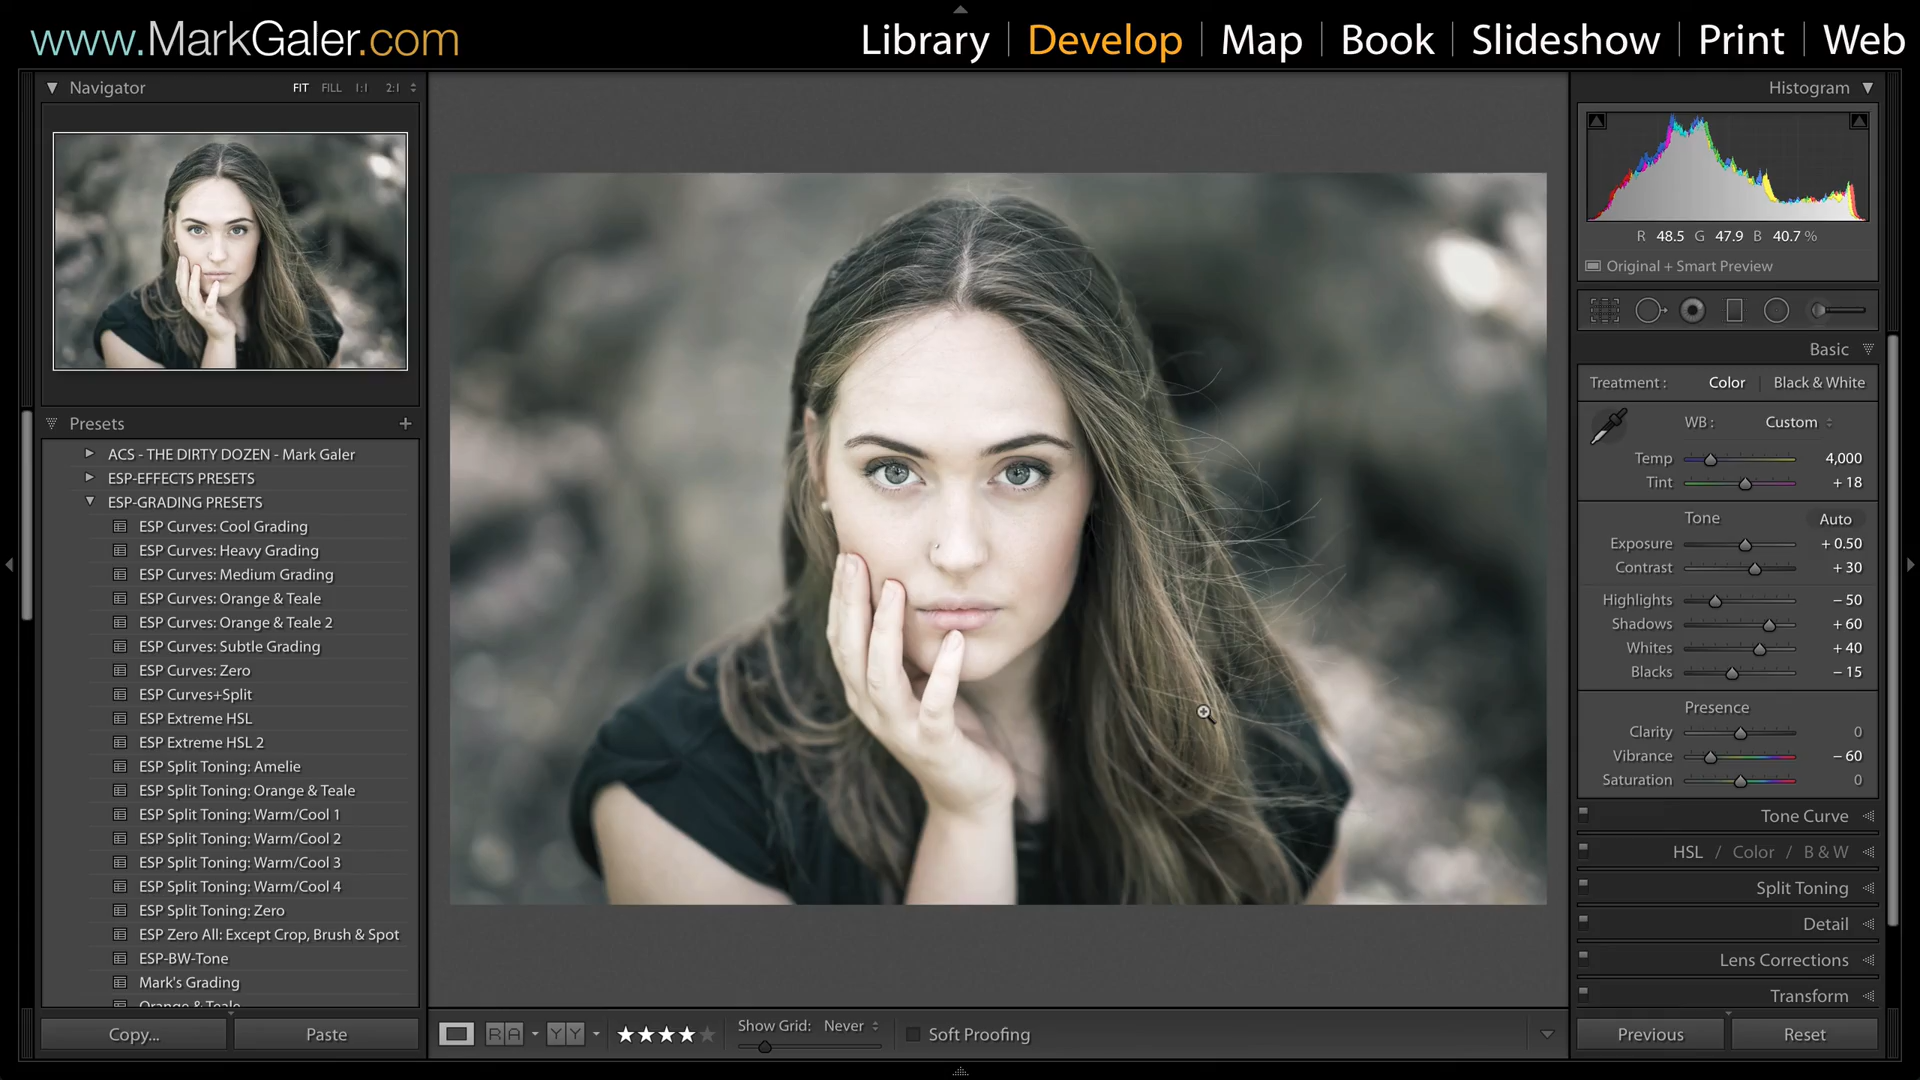 www.MarkGaler.com
Library | Develop | Map | Book | Slideshow | Print | Web
Navigator FIT FILL 1:1 2:1
Presets +
ACS - THE DIRTY DOZEN - Mark Galer
ESP-EFFECTS PRESETS
ESP-GRADING PRESETS
ESP Curves: Cool Grading
ESP Curves: Heavy Grading
ESP Curves: Medium Grading
ESP Curves: Orange & Teale
ESP Curves: Orange & Teale 2
ESP Curves: Subtle Grading
ESP Curves: Zero
ESP Curves+Split
ESP Extreme HSL
ESP Extreme HSL 2
ESP Split Toning: Amelie
ESP Split Toning: Orange & Teale
ESP Split Toning: Warm/Cool 1
ESP Split Toning: Warm/Cool 2
ESP Split Toning: Warm/Cool 3
ESP Split Toning: Warm/Cool 4
ESP Split Toning: Zero
ESP Zero All: Except Crop, Brush & Spot
ESP-BW-Tone
Mark's Grading
Orange & Teale
Copy... Paste
R A Y Y Show Grid: Never Soft Proofing
Histogram
R 48.5 G 47.9 B 40.7 %
Original + Smart Preview
Basic
Treatment : Color | Black & White
WB : Custom
Temp 4,000
Tint + 18
Tone Auto
Exposure + 0.50
Contrast + 30
Highlights − 50
Shadows + 60
Whites + 40
Blacks − 15
Presence
Clarity 0
Vibrance − 60
Saturation 0
Tone Curve
HSL / Color / B & W
Split Toning
Detail
Lens Corrections
Transform
Previous Reset